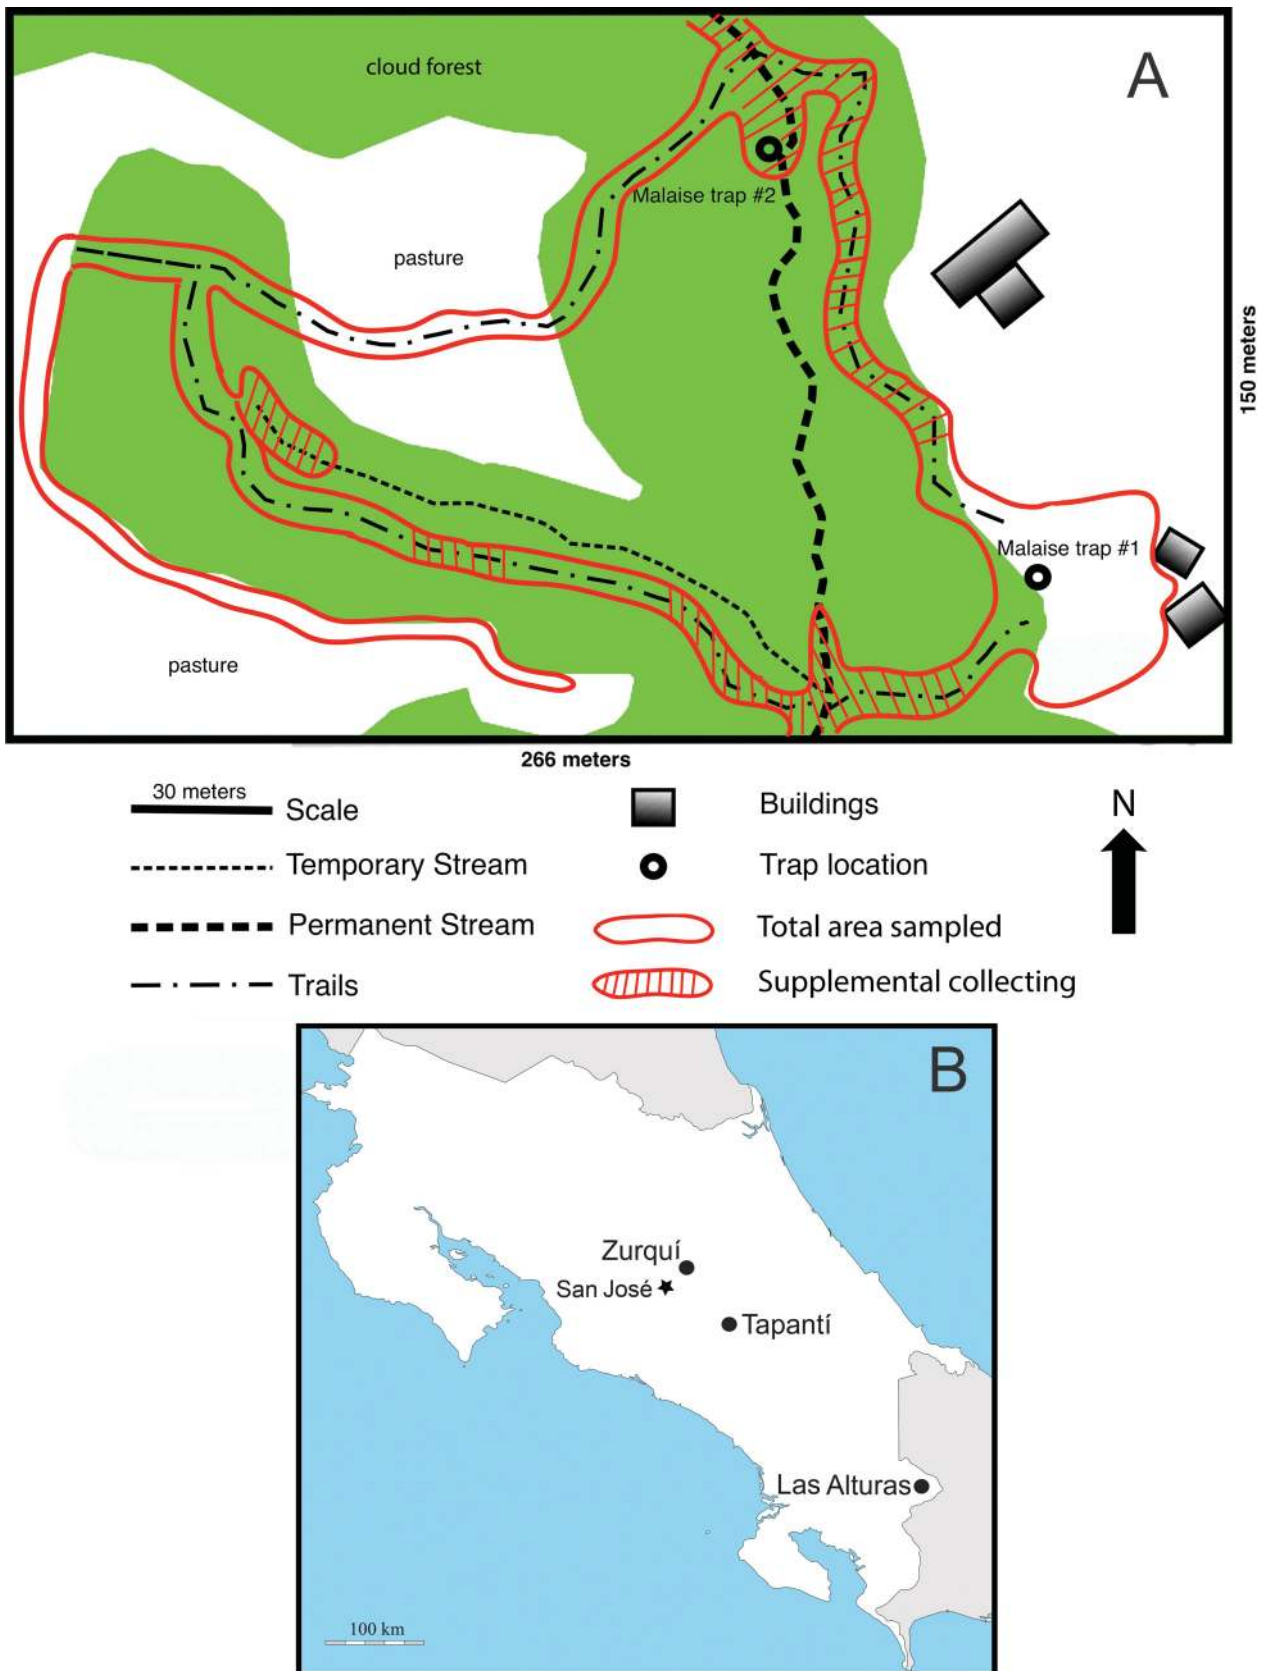 A
cloud forest
Malaise trap #2
pasture
150 meters
Malaise trap #1
pasture
266 meters
30 meters
Scale
Buildings
N
Temporary Stream
Trap location
Permanent Stream
Total area sampled
Trails
Supplemental collecting
B
Zurquí
San José
Tapantí
Las Alturas
100 km